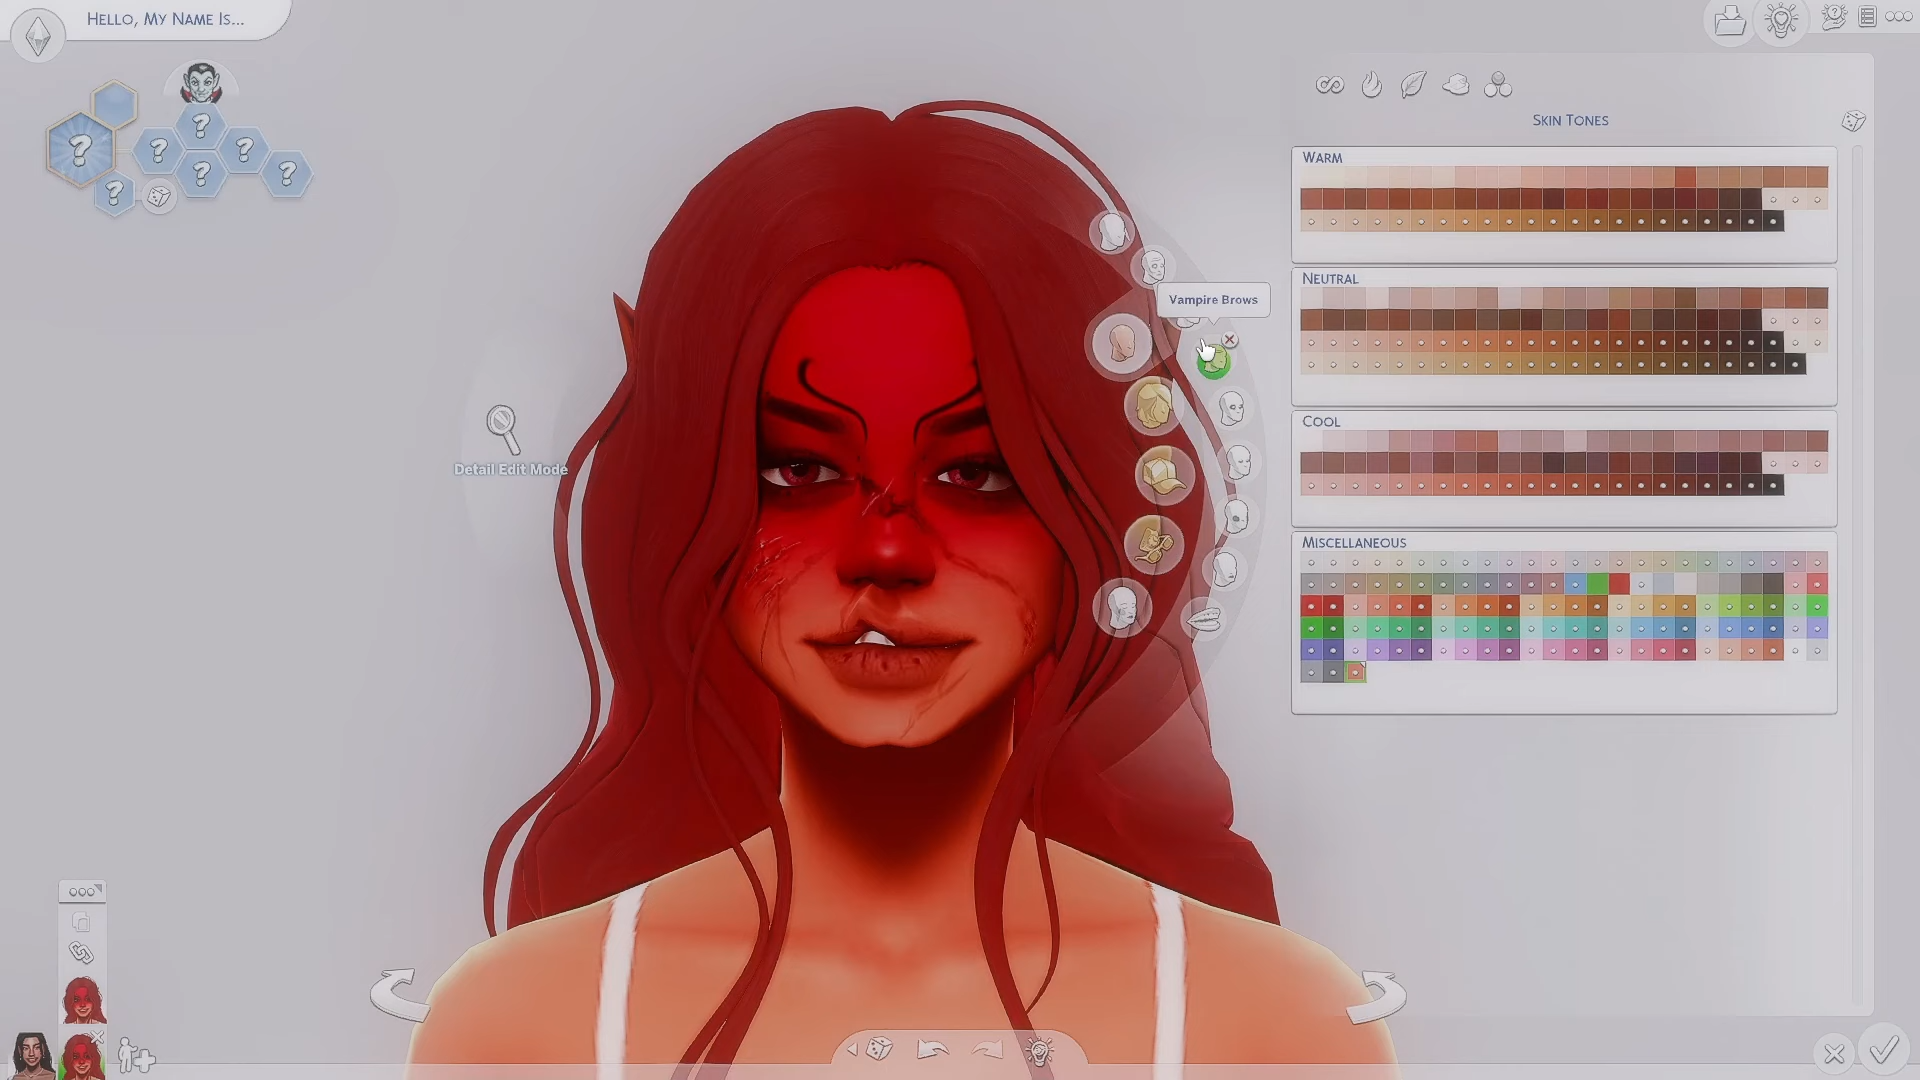 Hello, My Name Is...
Skin Tones
Warm
Vampire Brows
Neutral
Cool
Detail Edit Mode
Miscellaneous